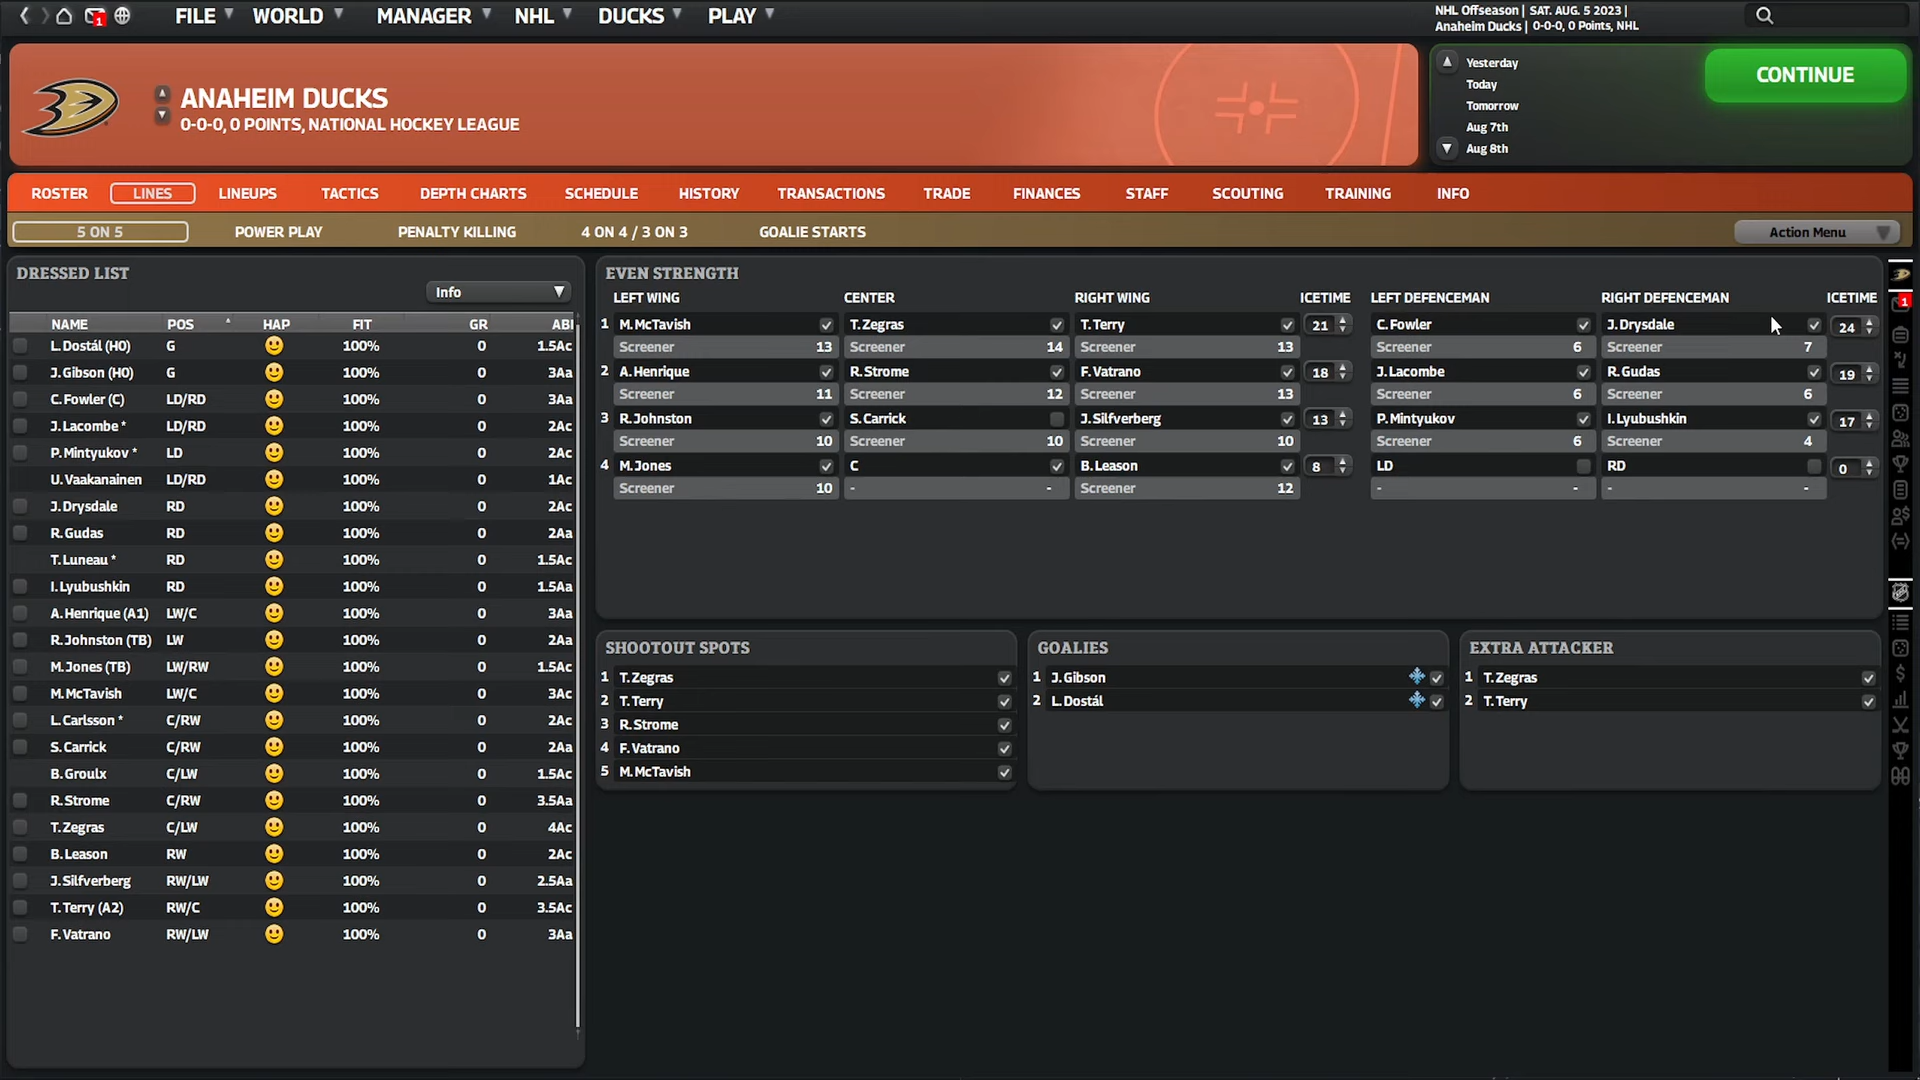 1
FILE WORLD MANAGER NHL DUCKS PLAY
NHL Offseason | SAT. AUG. 5 2023 |
Anaheim Ducks | 0-0-0, 0 Points, NHL
ANAHEIM DUCKS
0-0-0, 0 POINTS, NATIONAL HOCKEY LEAGUE
Yesterday
Today
Tomorrow
Aug 7th
Aug 8th
CONTINUE
ROSTER LINES LINEUPS TACTICS DEPTH CHARTS SCHEDULE HISTORY TRANSACTIONS TRADE FINANCES STAFF SCOUTING TRAINING INFO
5 ON 5 POWER PLAY PENALTY KILLING 4 ON 4 / 3 ON 3 GOALIE STARTS Action Menu
DRESSED LIST
Info
NAME POS HAP FIT GR ABI
L. Dostál (H0) G 100% 0 1.5Ac
J. Gibson (H0) G 100% 0 3Aa
C. Fowler (C) LD/RD 100% 0 3Aa
J. Lacombe * LD/RD 100% 0 2Ac
P. Mintyukov * LD 100% 0 2Ac
U. Vaakanainen LD/RD 100% 0 1Ac
J. Drysdale RD 100% 0 2Ac
R. Gudas RD 100% 0 2Aa
T. Luneau * RD 100% 0 1.5Ac
I. Lyubushkin RD 100% 0 1.5Aa
A. Henrique (A1) LW/C 100% 0 3Aa
R. Johnston (TB) LW 100% 0 2Aa
M. Jones (TB) LW/RW 100% 0 1.5Ac
M. McTavish LW/C 100% 0 3Ac
L. Carlsson * C/RW 100% 0 2Ac
S. Carrick C/RW 100% 0 2Aa
B. Groulx C/LW 100% 0 1.5Ac
R. Strome C/RW 100% 0 3.5Aa
T. Zegras C/LW 100% 0 4Ac
B. Leason RW 100% 0 2Ac
J. Silfverberg RW/LW 100% 0 2.5Aa
T. Terry (A2) RW/C 100% 0 3.5Ac
F. Vatrano RW/LW 100% 0 3Aa
EVEN STRENGTH
LEFT WING CENTER RIGHT WING ICETIME LEFT DEFENCEMAN RIGHT DEFENCEMAN ICETIME
1 M. McTavish T. Zegras T. Terry 21 C. Fowler J. Drysdale 24
Screener 13 Screener 14 Screener 13 Screener 6 Screener 7
2 A. Henrique R. Strome F. Vatrano 18 J. Lacombe R. Gudas 19
Screener 11 Screener 12 Screener 13 Screener 6 Screener 6
3 R. Johnston S. Carrick J. Silfverberg 13 P. Mintyukov I. Lyubushkin 17
Screener 10 Screener 10 Screener 10 Screener 6 Screener 4
4 M. Jones C B. Leason 8 LD RD 0
Screener 10 - - Screener 12 - - - -
SHOOTOUT SPOTS
1 T. Zegras
2 T. Terry
3 R. Strome
4 F. Vatrano
5 M. McTavish
GOALIES
1 J. Gibson
2 L. Dostál
EXTRA ATTACKER
1 T. Zegras
2 T. Terry
1